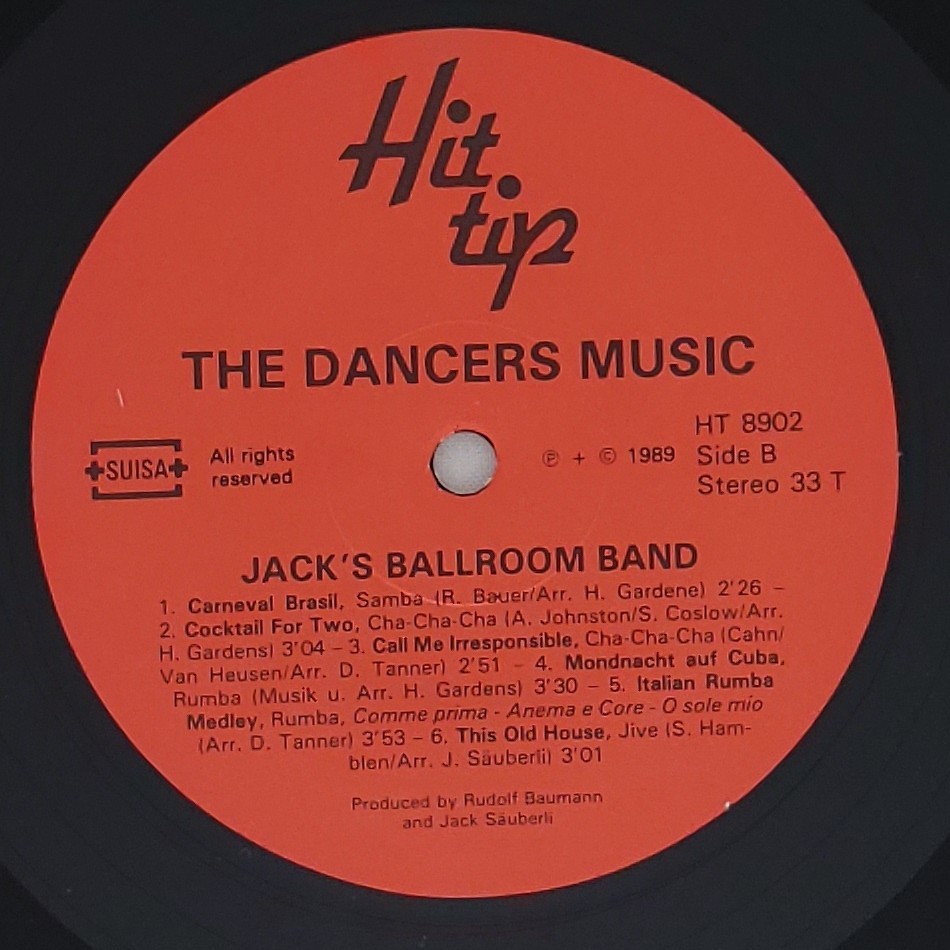 Hit
tip
THE DANCERS MUSIC
SUISA
All rights
reserved
℗ + © 1989
HT 8902
Side B
Stereo 33 T
JACK'S BALLROOM BAND
1. Carneval Brasil, Samba (R. Bauer/Arr. H. Gardene) 2'26 –
2. Cocktail For Two, Cha-Cha-Cha (A. Johnston/S. Coslow/Arr.
H. Gardens) 3'04 – 3. Call Me Irresponsible, Cha-Cha-Cha (Cahn/
Van Heusen/Arr. D. Tanner) 2'51 – 4. Mondnacht auf Cuba,
Rumba (Musik u. Arr. H. Gardens) 3'30 – 5. Italian Rumba
Medley, Rumba, Comme prima - Anema e Core - O sole mio
(Arr. D. Tanner) 3'53 – 6. This Old House, Jive (S. Ham-
blen/Arr. J. Säuberli) 3'01
Produced by Rudolf Baumann
and Jack Säuberli